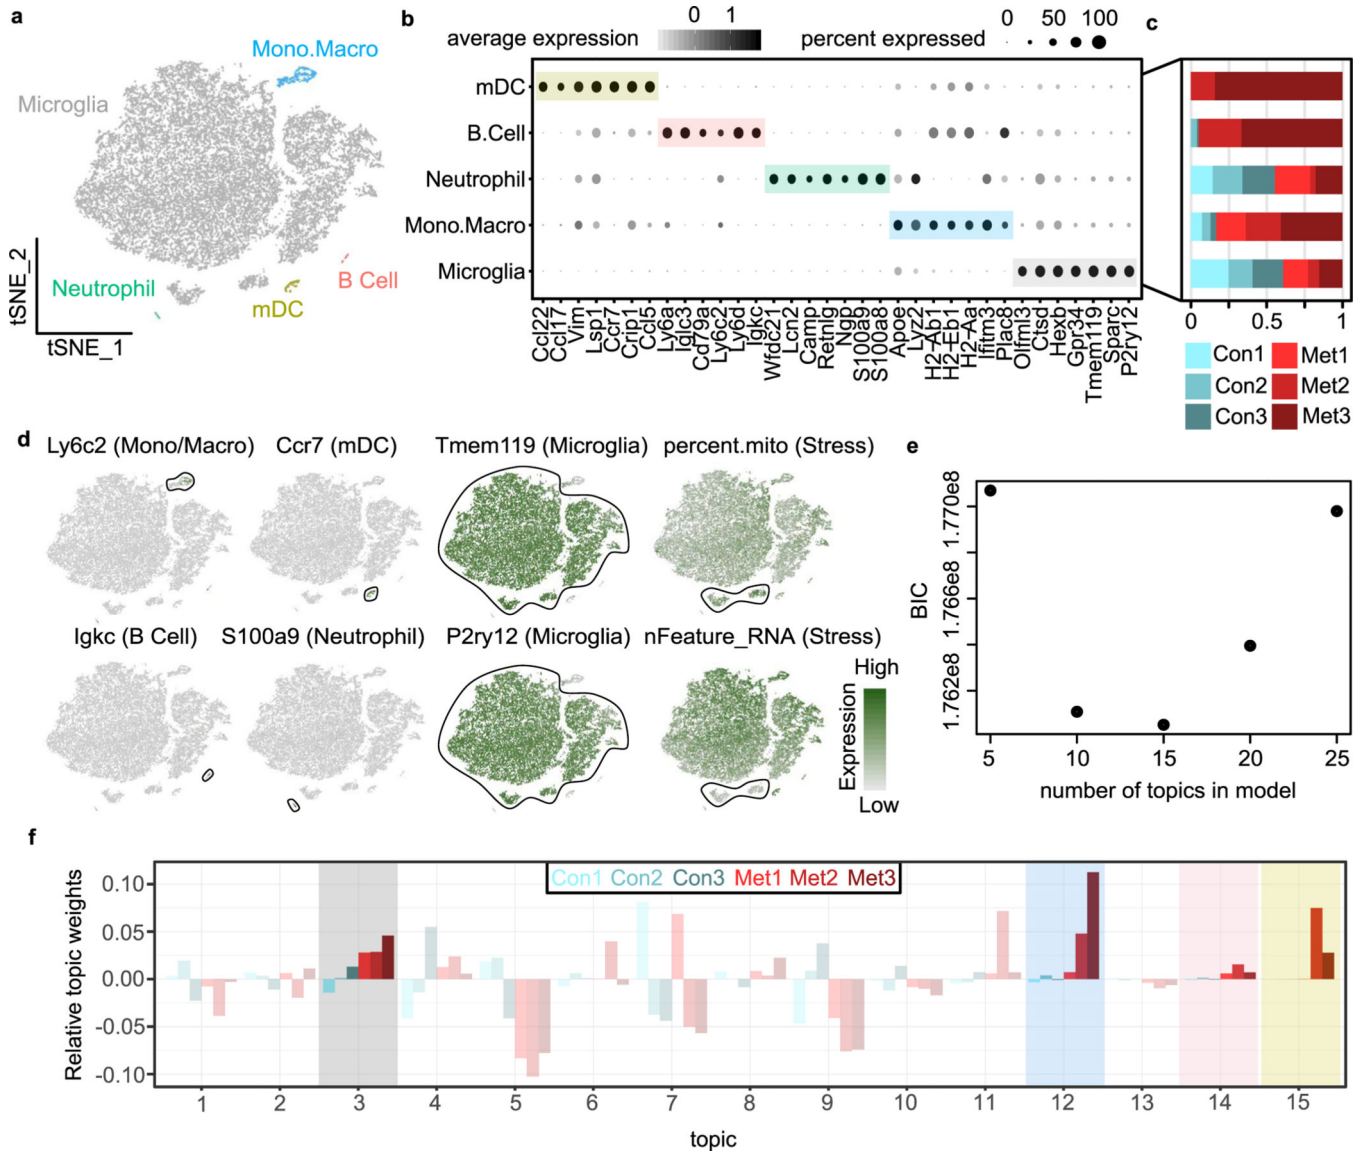 a
Mono.Macro
Microglia
Neutrophil
mDC
B Cell
tSNE_2
tSNE_1
b
average expression
0 1
percent expressed
0 50 100
mDC
B.Cell
Neutrophil
Mono.Macro
Microglia
Ccl22
Ccl17
Vim
Lsp1
Ccr7
Crip1
Ccl5
Ly6a
Iglc3
Cd79a
Ly6c2
Ly6d
Igkc
Wfdc21
Lcn2
Camp
Retnlg
Ngp
S100a9
S100a8
Apoe
Lyz2
H2-Ab1
H2-Eb1
H2-Aa
Ifitm3
Plac8
Olfml3
Ctsd
Hexb
Gpr34
Tmem119
Sparc
P2ry12
c
0 0.5 1
Con1 Met1
Con2 Met2
Con3 Met3
d
Ly6c2 (Mono/Macro) Ccr7 (mDC) Tmem119 (Microglia) percent.mito (Stress)
Igkc (B Cell) S100a9 (Neutrophil) P2ry12 (Microglia) nFeature_RNA (Stress)
High
Expression
Low
e
BIC
1.770e8
1.766e8
1.762e8
5 10 15 20 25
number of topics in model
f
Con1 Con2 Con3 Met1 Met2 Met3
Relative topic weights
0.10
0.05
0.00
-0.05
-0.10
1 2 3 4 5 6 7 8 9 10 11 12 13 14 15
topic